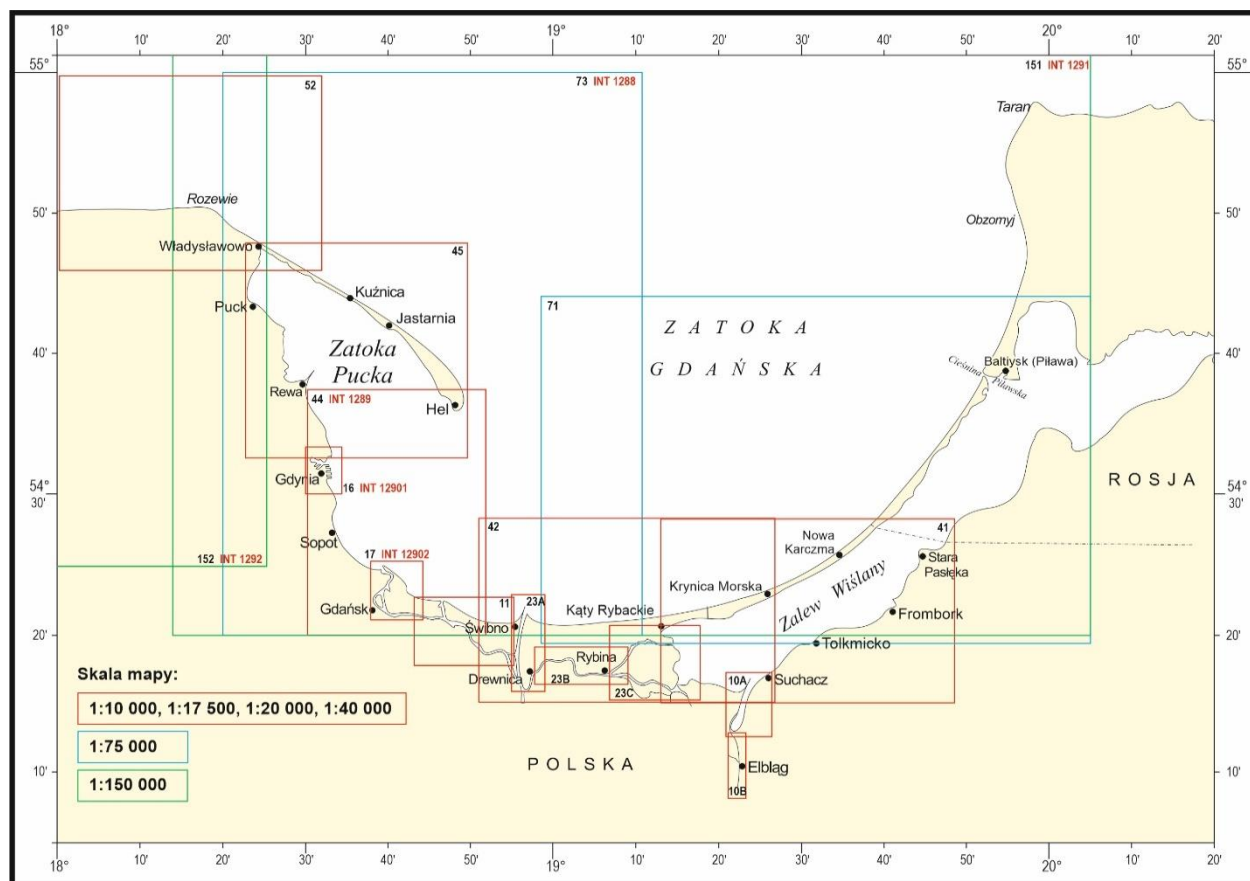 18° 10' 20' 30' 40' 50' 19° 10' 20' 30' 40' 50' 20° 10' 20'
55° 55°
52
73 INT 1288
151 INT 1291
Taran
Rozewie
50' 50'
Obzornyj
Władysławowo
45
Kuźnica
Puck
Jastarnia
71
ZATOKA
GDAŃSKA
Zatoka
Pucka
40' 40'
Cieśnina Piławska
Baltiysk (Piława)
Rewa
44 INT 1289
Hel
Gdynia
16 INT 12901
ROSJA
54° 54°
30' 30'
Sopot
42
41
Nowa
Karczma
152 INT 1292
17 INT 12902
Stara
Pasłęka
Krynica Morska
Zalew Wiślany
Gdańsk
11
23A
Kąty Rybackie
Frombork
Świbno
20' 20'
Tolkmicko
Rybina
Drewnica
23B
23C
10A
Suchacz
Skala mapy:
1:10 000, 1:17 500, 1:20 000, 1:40 000
1:75 000
1:150 000
POLSKA
Elbląg
10B
10' 10'
18° 10' 20' 30' 40' 50' 19° 10' 20' 30' 40' 50' 20° 10' 20'